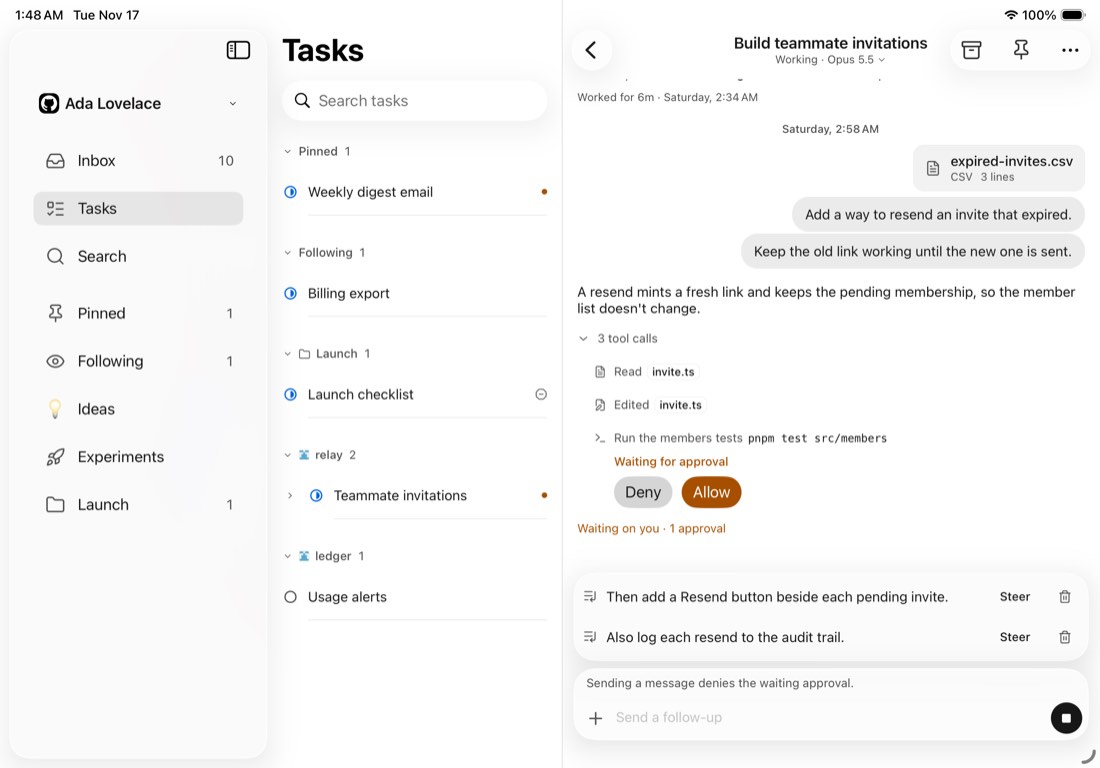 1:48 AM Tue Nov 17
100%
Ada Lovelace
Inbox 10
Tasks
Search
Pinned 1
Following 1
Ideas
Experiments
Launch 1
Tasks
Search tasks
Pinned 1
Weekly digest email
Following 1
Billing export
Launch 1
Launch checklist
relay 2
Teammate invitations
ledger 1
Usage alerts
Build teammate invitations
Working · Opus 5.5
Worked for 6m · Saturday, 2:34 AM
Saturday, 2:58 AM
expired-invites.csv
CSV 3 lines
Add a way to resend an invite that expired.
Keep the old link working until the new one is sent.
A resend mints a fresh link and keeps the pending membership, so the member
list doesn't change.
3 tool calls
Read invite.ts
Edited invite.ts
Run the members tests pnpm test src/members
Waiting for approval
Deny Allow
Waiting on you · 1 approval
Then add a Resend button beside each pending invite. Steer
Also log each resend to the audit trail. Steer
Sending a message denies the waiting approval.
Send a follow-up